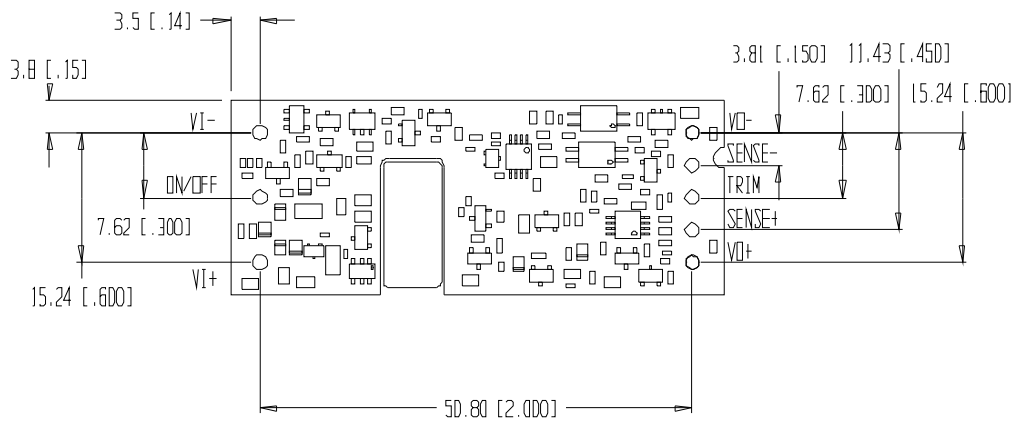 3.5 [.14]
3.8 [.15]
3.81 [.150]
11.43 [.450]
7.62 [.300]
15.24 [.600]
VI-
VO-
SENSE-
ON/OFF
TRIM
7.62 [.300]
SENSE+
VO+
VI+
15.24 [.600]
50.80 [2.000]